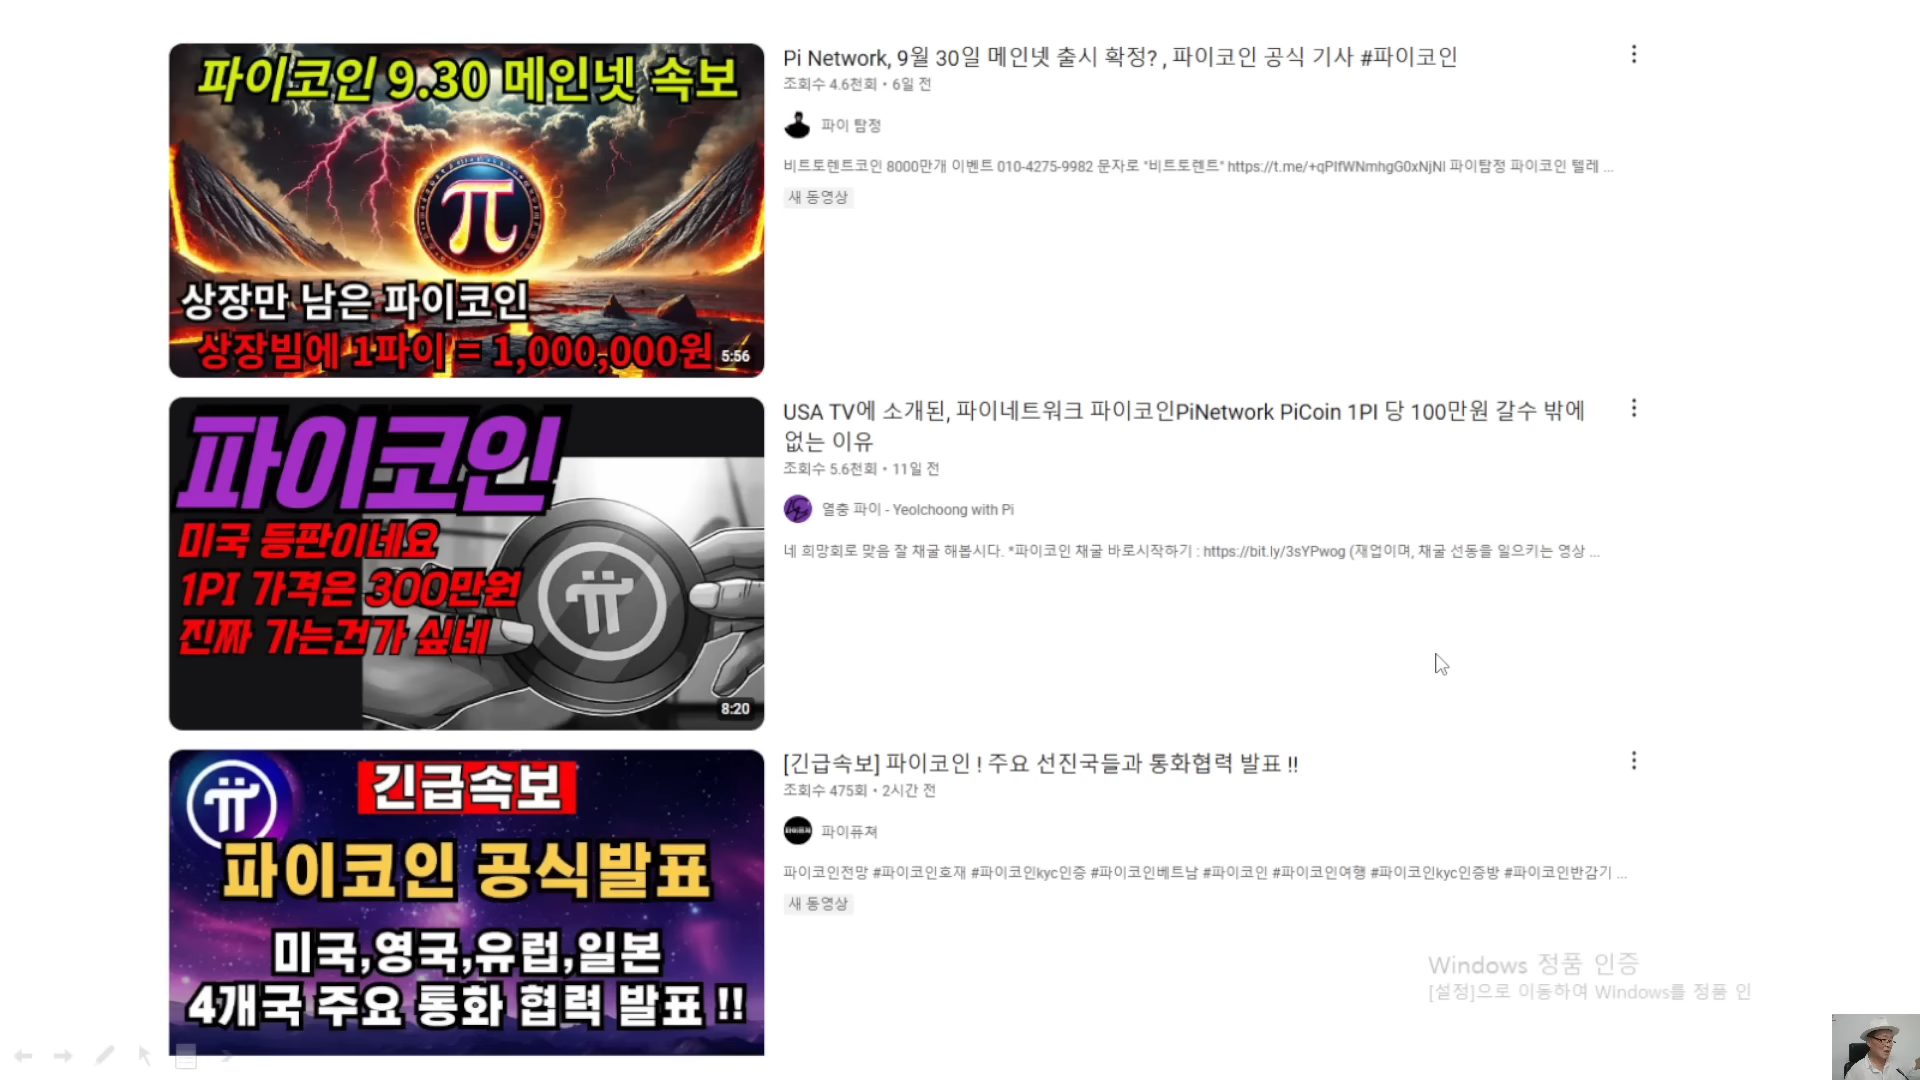 파이코인 9.30 메인넷 속보
상장만 남은 파이코인
상장빔에 1파이 = 1,000,000원
5:56
Pi Network, 9월 30일 메인넷 출시 확정? , 파이코인 공식 기사 #파이코인
조회수 4.6천회 • 6일 전
파이 탐정
비트토렌트코인 8000만개 이벤트 010-4275-9982 문자로 "비트토렌트" https://t.me/+qPIfWNmhgG0xNjNl 파이탐정 파이코인 텔레 ...
새 동영상
파이코인
미국 등판이네요
1PI 가격은 300만원
진짜 가는건가 싶네
8:20
USA TV에 소개된, 파이네트워크 파이코인PiNetwork PiCoin 1PI 당 100만원 갈수 밖에
없는 이유
조회수 5.6천회 • 11일 전
열충 파이 - Yeolchoong with Pi
네 희망회로 맞음 잘 채굴 해봅시다. *파이코인 채굴 바로시작하기 : https://bit.ly/3sYPwog (재업이며, 채굴 선동을 일으키는 영상 ...
긴급속보
파이코인 공식발표
미국,영국,유럽,일본
4개국 주요 통화 협력 발표 !!
[긴급속보] 파이코인 ! 주요 선진국들과 통화협력 발표 !!
조회수 475회 • 2시간 전
파이퓨쳐
파이퓨쳐
파이코인전망 #파이코인호재 #파이코인kyc인증 #파이코인베트남 #파이코인 #파이코인여행 #파이코인kyc인증방 #파이코인반감기 ...
새 동영상
Windows 정품 인증
[설정]으로 이동하여 Windows를 정품 인